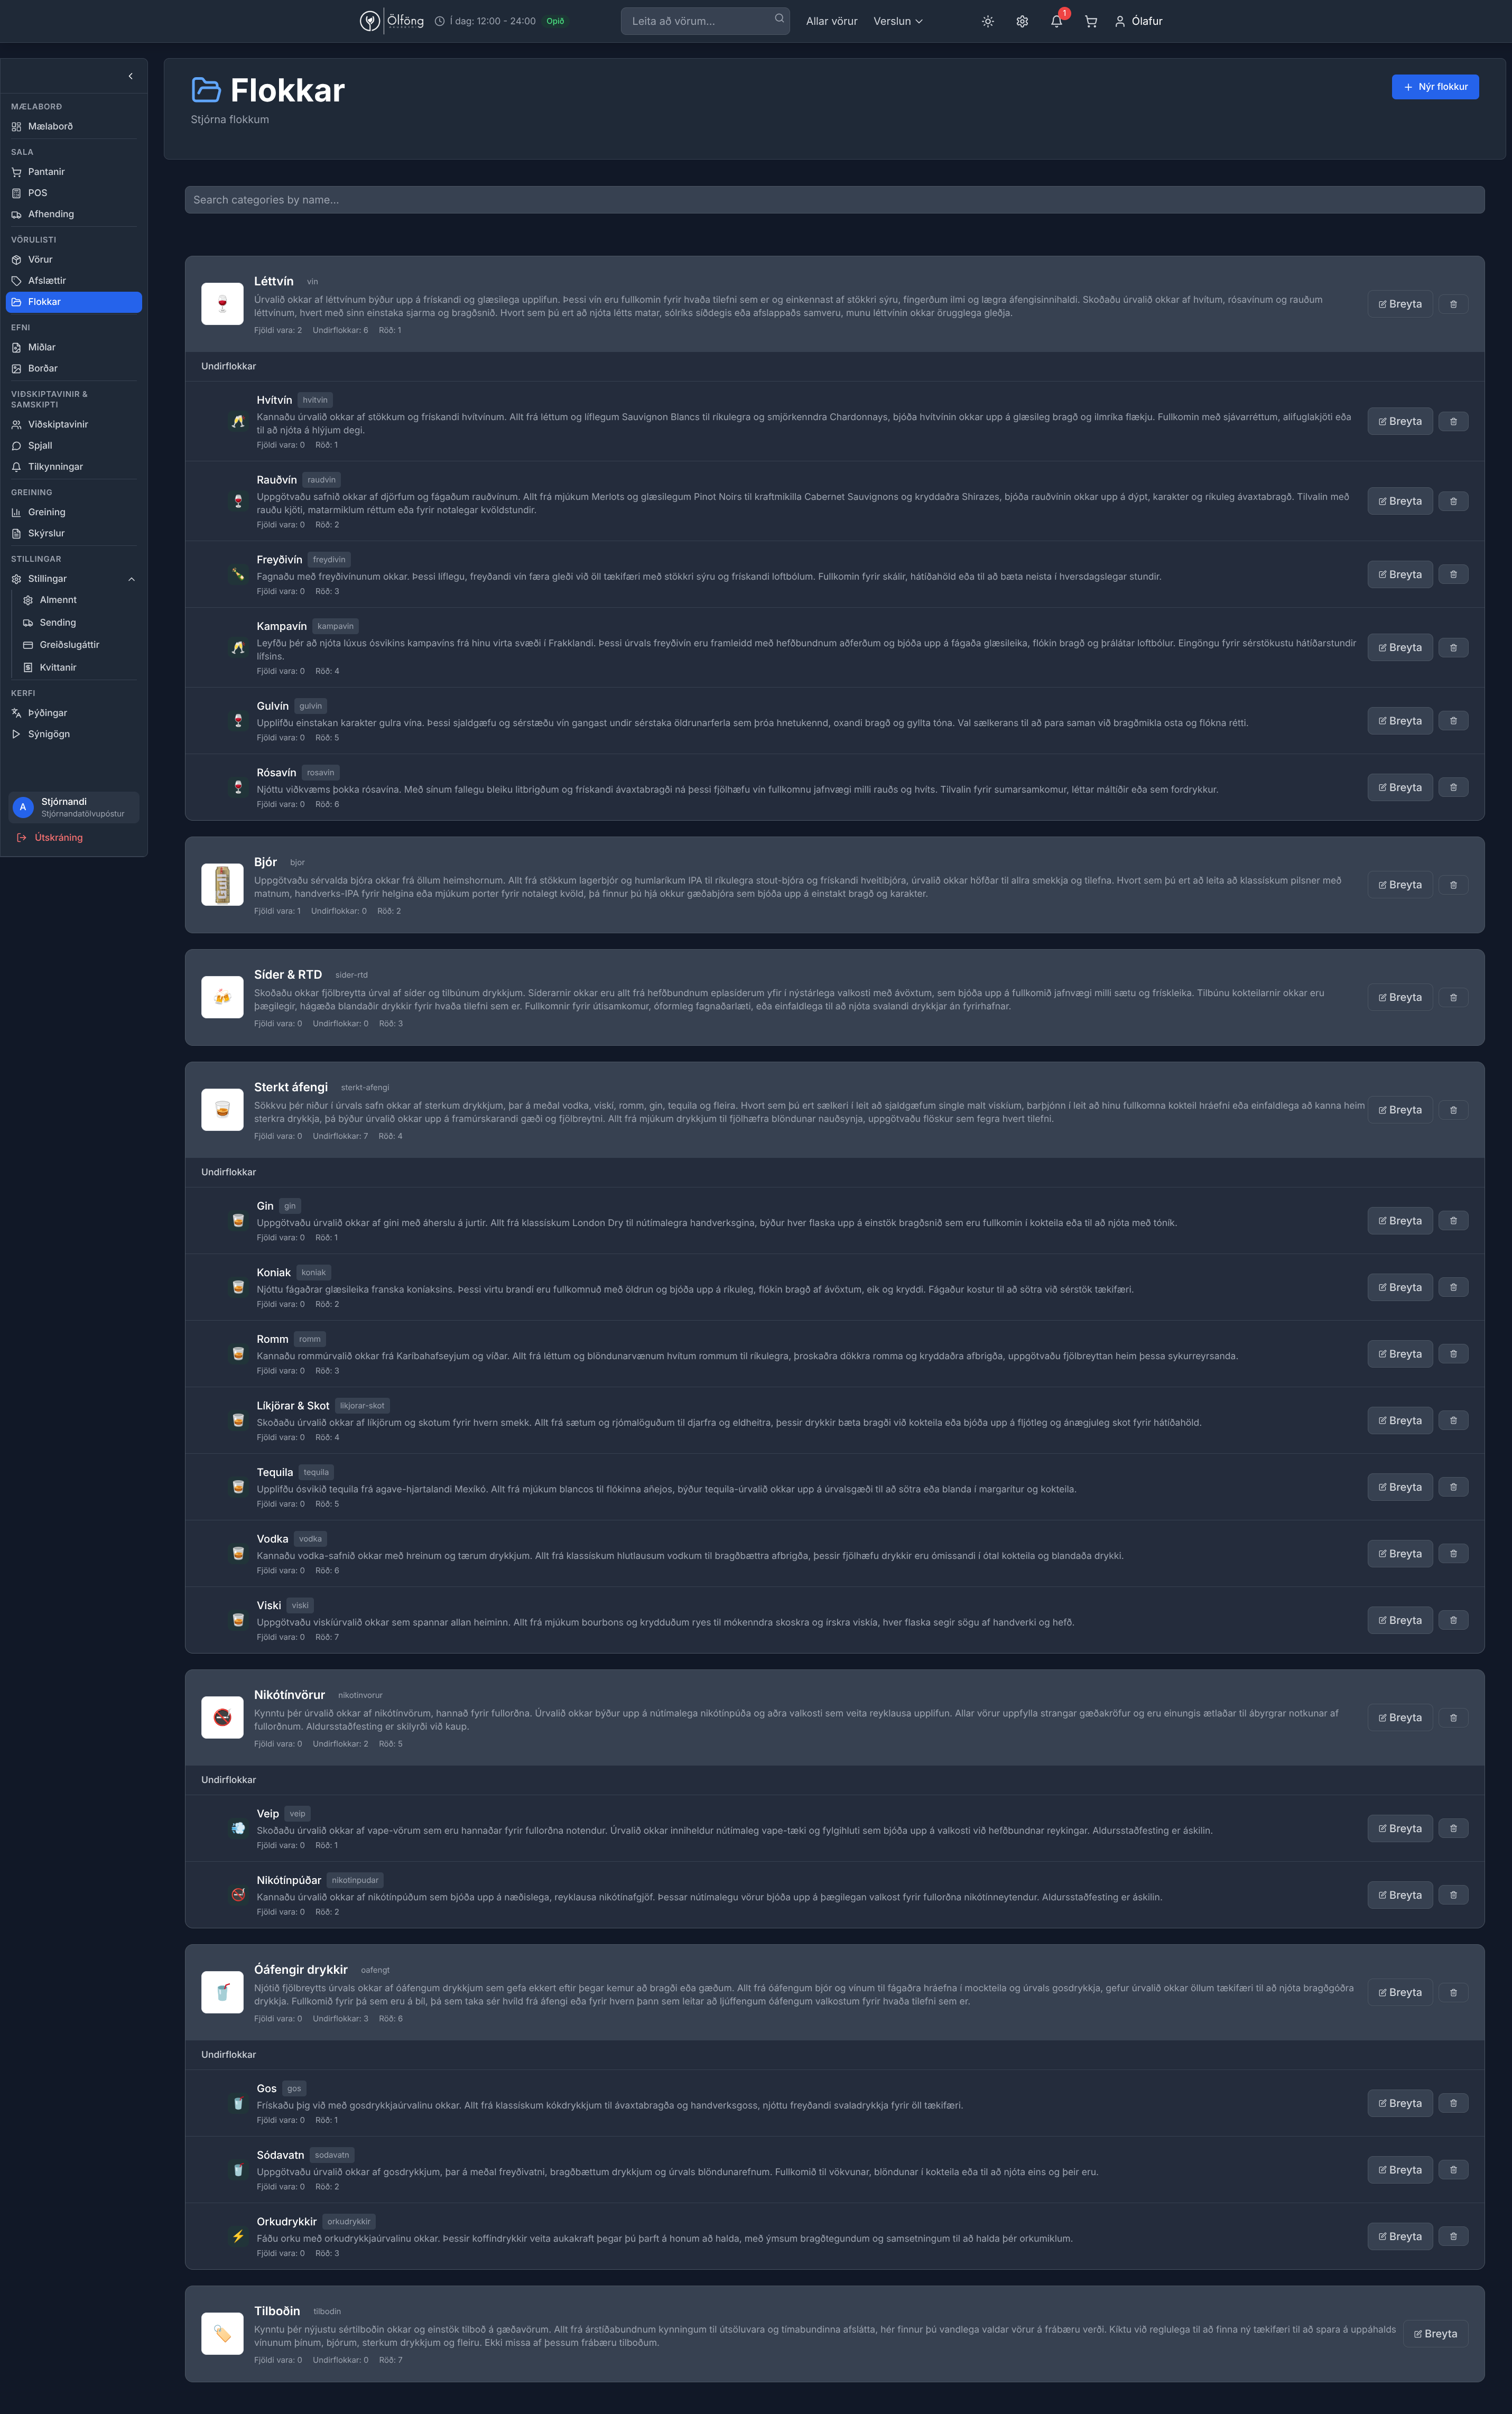 Ölföng
Í dag: 12:00 - 24:00 Opið
Leita að vörum...
Allar vörur
Verslun
1
Ólafur
MÆLABORÐ
Mælaborð
SALA
Pantanir
POS
Afhending
VÖRULISTI
Vörur
Afslættir
Flokkar
EFNI
Miðlar
Borðar
VIÐSKIPTAVINIR &
SAMSKIPTI
Viðskiptavinir
Spjall
Tilkynningar
GREINING
Greining
Skýrslur
STILLINGAR
Stillingar
Almennt
Sending
Greiðslugáttir
Kvittanir
KERFI
Þýðingar
Sýnigögn
A
Stjórnandi
Stjórnandatölvupóstur
Útskráning
Flokkar
Stjórna flokkum
Nýr flokkur
Search categories by name...
Léttvín vin
Úrvalið okkar af léttvínum býður upp á frískandi og glæsilega upplifun. Þessi vín eru fullkomin fyrir hvaða tilefni sem er og einkennast af stökkri sýru, fíngerðum ilmi og lægra áfengisinnihaldi. Skoðaðu úrvalið okkar af hvítum, rósavínum og rauðum
léttvínum, hvert með sinn einstaka sjarma og bragðsnið. Hvort sem þú ert að njóta létts matar, sólríks síðdegis eða afslappaðs samveru, munu léttvínin okkar örugglega gleðja.
Fjöldi vara: 2 Undirflokkar: 6 Röð: 1
Breyta
Undirflokkar
Hvítvín hvitvin
Kannaðu úrvalið okkar af stökkum og frískandi hvítvínum. Allt frá léttum og líflegum Sauvignon Blancs til ríkulegra og smjörkenndra Chardonnays, bjóða hvítvínin okkar upp á glæsileg bragð og ilmríka flækju. Fullkomin með sjávarréttum, alifuglakjöti eða
til að njóta á hlýjum degi.
Fjöldi vara: 0 Röð: 1
Breyta
Rauðvín raudvin
Uppgötvaðu safnið okkar af djörfum og fágaðum rauðvínum. Allt frá mjúkum Merlots og glæsilegum Pinot Noirs til kraftmikilla Cabernet Sauvignons og kryddaðra Shirazes, bjóða rauðvínin okkar upp á dýpt, karakter og ríkuleg ávaxtabragð. Tilvalin með
rauðu kjöti, matarmiklum réttum eða fyrir notalegar kvöldstundir.
Fjöldi vara: 0 Röð: 2
Breyta
Freyðivín freydivin
Fagnaðu með freyðivínunum okkar. Þessi líflegu, freyðandi vín færa gleði við öll tækifæri með stökkri sýru og frískandi loftbólum. Fullkomin fyrir skálir, hátíðahöld eða til að bæta neista í hversdagslegar stundir.
Fjöldi vara: 0 Röð: 3
Breyta
Kampavín kampavin
Leyfðu þér að njóta lúxus ósvikins kampavíns frá hinu virta svæði í Frakklandi. Þessi úrvals freyðivín eru framleidd með hefðbundnum aðferðum og bjóða upp á fágaða glæsileika, flókin bragð og þrálátar loftbólur. Eingöngu fyrir sérstökustu hátíðarstundir
lífsins.
Fjöldi vara: 0 Röð: 4
Breyta
Gulvín gulvin
Upplifðu einstakan karakter gulra vína. Þessi sjaldgæfu og sérstæðu vín gangast undir sérstaka öldrunarferla sem þróa hnetukennd, oxandi bragð og gyllta tóna. Val sælkerans til að para saman við bragðmikla osta og flókna rétti.
Fjöldi vara: 0 Röð: 5
Breyta
Rósavín rosavin
Njóttu viðkvæms þokka rósavína. Með sínum fallegu bleiku litbrigðum og frískandi ávaxtabragði ná þessi fjölhæfu vín fullkomnu jafnvægi milli rauðs og hvíts. Tilvalin fyrir sumarsamkomur, léttar máltíðir eða sem fordrykkur.
Fjöldi vara: 0 Röð: 6
Breyta
Bjór bjor
Uppgötvaðu sérvalda bjóra okkar frá öllum heimshornum. Allt frá stökkum lagerbjór og humlaríkum IPA til ríkulegra stout-bjóra og frískandi hveitibjóra, úrvalið okkar höfðar til allra smekkja og tilefna. Hvort sem þú ert að leita að klassískum pilsner með
matnum, handverks-IPA fyrir helgina eða mjúkum porter fyrir notalegt kvöld, þá finnur þú hjá okkur gæðabjóra sem bjóða upp á einstakt bragð og karakter.
Fjöldi vara: 1 Undirflokkar: 0 Röð: 2
Breyta
Síder & RTD sider-rtd
Skoðaðu okkar fjölbreytta úrval af síder og tilbúnum drykkjum. Síderarnir okkar eru allt frá hefðbundnum eplasíderum yfir í nýstárlega valkosti með ávöxtum, sem bjóða upp á fullkomið jafnvægi milli sætu og frískleika. Tilbúnu kokteilarnir okkar eru
þægilegir, hágæða blandaðir drykkir fyrir hvaða tilefni sem er. Fullkomnir fyrir útisamkomur, óformleg fagnaðarlæti, eða einfaldlega til að njóta svalandi drykkjar án fyrirhafnar.
Fjöldi vara: 0 Undirflokkar: 0 Röð: 3
Breyta
Sterkt áfengi sterkt-afengi
Sökkvu þér niður í úrvals safn okkar af sterkum drykkjum, þar á meðal vodka, viskí, romm, gin, tequila og fleira. Hvort sem þú ert sælkeri í leit að sjaldgæfum single malt viskíum, barþjónn í leit að hinu fullkomna kokteil hráefni eða einfaldlega að kanna heim
sterkra drykkja, þá býður úrvalið okkar upp á framúrskarandi gæði og fjölbreytni. Allt frá mjúkum drykkjum til fjölhæfra blöndunar nauðsynja, uppgötvaðu flöskur sem fegra hvert tilefni.
Fjöldi vara: 0 Undirflokkar: 7 Röð: 4
Breyta
Undirflokkar
Gin gin
Uppgötvaðu úrvalið okkar af gini með áherslu á jurtir. Allt frá klassískum London Dry til nútímalegra handverksgina, býður hver flaska upp á einstök bragðsnið sem eru fullkomin í kokteila eða til að njóta með tónik.
Fjöldi vara: 0 Röð: 1
Breyta
Koniak koniak
Njóttu fágaðrar glæsileika franska koníaksins. Þessi virtu brandí eru fullkomnuð með öldrun og bjóða upp á ríkuleg, flókin bragð af ávöxtum, eik og kryddi. Fágaður kostur til að sötra við sérstök tækifæri.
Fjöldi vara: 0 Röð: 2
Breyta
Romm romm
Kannaðu rommúrvalið okkar frá Karíbahafseyjum og víðar. Allt frá léttum og blöndunarvænum hvítum rommum til ríkulegra, þroskaðra dökkra romma og kryddaðra afbrigða, uppgötvaðu fjölbreyttan heim þessa sykurreyrsanda.
Fjöldi vara: 0 Röð: 3
Breyta
Líkjörar & Skot likjorar-skot
Skoðaðu úrvalið okkar af líkjörum og skotum fyrir hvern smekk. Allt frá sætum og rjómalöguðum til djarfra og eldheitra, þessir drykkir bæta bragði við kokteila eða bjóða upp á fljótleg og ánægjuleg skot fyrir hátíðahöld.
Fjöldi vara: 0 Röð: 4
Breyta
Tequila tequila
Upplifðu ósvikið tequila frá agave-hjartalandi Mexíkó. Allt frá mjúkum blancos til flókinna añejos, býður tequila-úrvalið okkar upp á úrvalsgæði til að sötra eða blanda í margarítur og kokteila.
Fjöldi vara: 0 Röð: 5
Breyta
Vodka vodka
Kannaðu vodka-safnið okkar með hreinum og tærum drykkjum. Allt frá klassískum hlutlausum vodkum til bragðbættra afbrigða, þessir fjölhæfu drykkir eru ómissandi í ótal kokteila og blandaða drykki.
Fjöldi vara: 0 Röð: 6
Breyta
Viski viski
Uppgötvaðu viskíúrvalið okkar sem spannar allan heiminn. Allt frá mjúkum bourbons og krydduðum ryes til mókenndra skoskra og írskra viskía, hver flaska segir sögu af handverki og hefð.
Fjöldi vara: 0 Röð: 7
Breyta
Nikótínvörur nikotinvorur
Kynntu þér úrvalið okkar af nikótínvörum, hannað fyrir fullorðna. Úrvalið okkar býður upp á nútímalega nikótínpúða og aðra valkosti sem veita reyklausa upplifun. Allar vörur uppfylla strangar gæðakröfur og eru einungis ætlaðar til ábyrgrar notkunar af
fullorðnum. Aldursstaðfesting er skilyrði við kaup.
Fjöldi vara: 0 Undirflokkar: 2 Röð: 5
Breyta
Undirflokkar
Veip veip
Skoðaðu úrvalið okkar af vape-vörum sem eru hannaðar fyrir fullorðna notendur. Úrvalið okkar inniheldur nútímaleg vape-tæki og fylgihluti sem bjóða upp á valkosti við hefðbundnar reykingar. Aldursstaðfesting er áskilin.
Fjöldi vara: 0 Röð: 1
Breyta
Nikótínpúðar nikotinpudar
Kannaðu úrvalið okkar af nikótínpúðum sem bjóða upp á næðislega, reyklausa nikótínafgjöf. Þessar nútímalegu vörur bjóða upp á þægilegan valkost fyrir fullorðna nikótínneytendur. Aldursstaðfesting er áskilin.
Fjöldi vara: 0 Röð: 2
Breyta
Óáfengir drykkir oafengt
Njótið fjölbreytts úrvals okkar af óáfengum drykkjum sem gefa ekkert eftir þegar kemur að bragði eða gæðum. Allt frá óáfengum bjór og vínum til fágaðra hráefna í mockteila og úrvals gosdrykkja, gefur úrvalið okkar öllum tækifæri til að njóta bragðgóðra
drykkja. Fullkomið fyrir þá sem eru á bíl, þá sem taka sér hvíld frá áfengi eða fyrir hvern þann sem leitar að ljúffengum óáfengum valkostum fyrir hvaða tilefni sem er.
Fjöldi vara: 0 Undirflokkar: 3 Röð: 6
Breyta
Undirflokkar
Gos gos
Frískaðu þig við með gosdrykkjaúrvalinu okkar. Allt frá klassískum kókdrykkjum til ávaxtabragða og handverksgoss, njóttu freyðandi svaladrykkja fyrir öll tækifæri.
Fjöldi vara: 0 Röð: 1
Breyta
Sódavatn sodavatn
Uppgötvaðu úrvalið okkar af gosdrykkjum, þar á meðal freyðivatni, bragðbættum drykkjum og úrvals blöndunarefnum. Fullkomið til vökvunar, blöndunar í kokteila eða til að njóta eins og þeir eru.
Fjöldi vara: 0 Röð: 2
Breyta
Orkudrykkir orkudrykkir
Fáðu orku með orkudrykkjaúrvalinu okkar. Þessir koffíndrykkir veita aukakraft þegar þú þarft á honum að halda, með ýmsum bragðtegundum og samsetningum til að halda þér orkumiklum.
Fjöldi vara: 0 Röð: 3
Breyta
Tilboðin tilbodin
Kynntu þér nýjustu sértilboðin okkar og einstök tilboð á gæðavörum. Allt frá árstíðabundnum kynningum til útsöluvara og tímabundinna afslátta, hér finnur þú vandlega valdar vörur á frábæru verði. Kíktu við reglulega til að finna ný tækifæri til að spara á uppáhalds
vínunum þínum, bjórum, sterkum drykkjum og fleiru. Ekki missa af þessum frábæru tilboðum.
Fjöldi vara: 0 Undirflokkar: 0 Röð: 7
Breyta